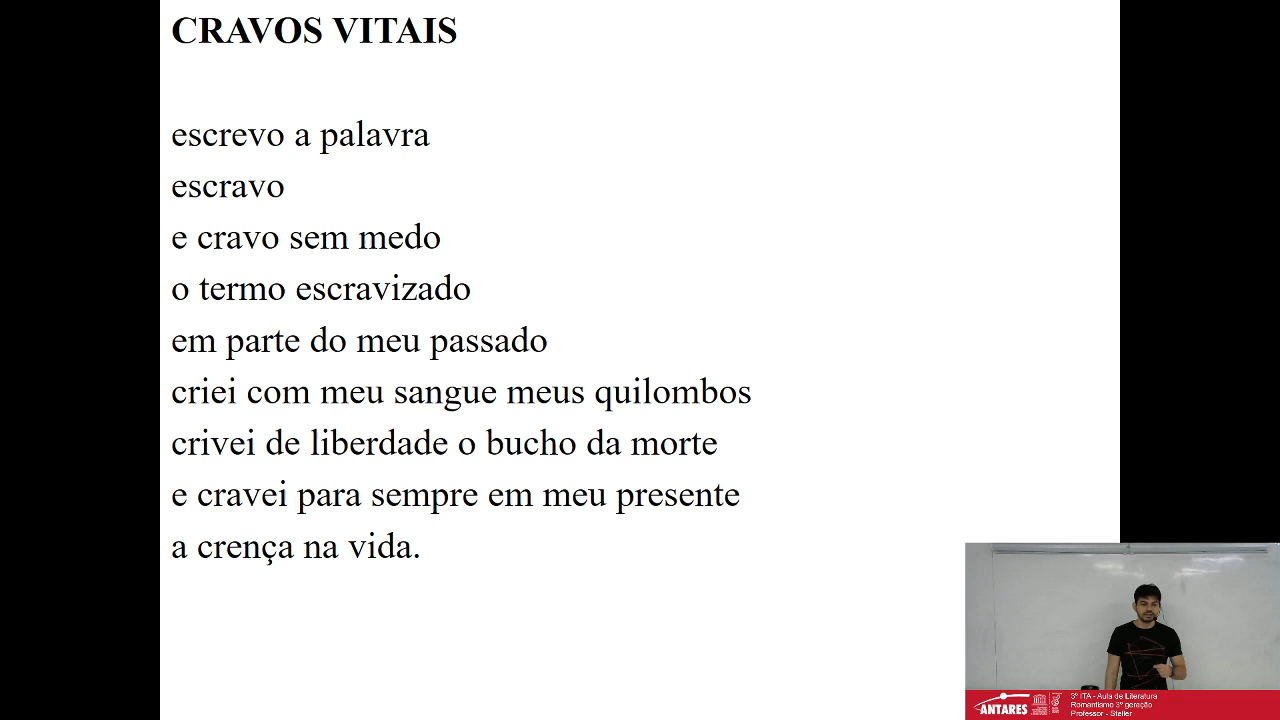 CRAVOS VITAIS
escrevo a palavra
escravo
e cravo sem medo
o termo escravizado
em parte do meu passado
criei com meu sangue meus quilombos
crivei de liberdade o bucho da morte
e cravei para sempre em meu presente
a crença na vida.
ANTARES
3º ITA - Aula de Literatura
Romantismo 3º geração
Professor - Steller